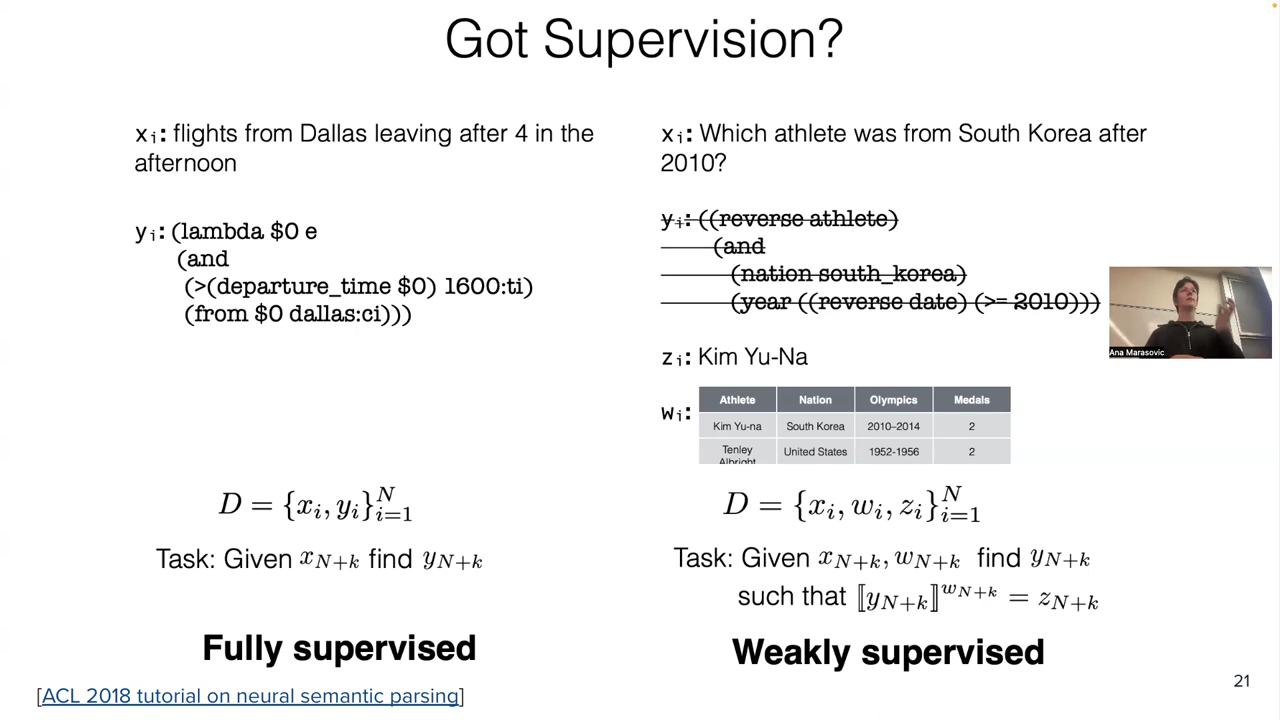 Got Supervision?
xᵢ: flights from Dallas leaving after 4 in the
afternoon
yᵢ: (lambda $0 e
(and
(>(departure_time $0) 1600:ti)
(from $0 dallas:ci)))
D = {xᵢ, yᵢ}ᵢ₌₁ᴺ
Task: Given x_{N+k} find y_{N+k}
Fully supervised
xᵢ: Which athlete was from South Korea after
2010?
yᵢ: ((reverse athlete)
(and
(nation south_korea)
(year ((reverse date) (>= 2010)))
zᵢ: Kim Yu-Na
wᵢ:
Athlete Nation Olympics Medals
Kim Yu-na South Korea 2010–2014 2
Tenley Albright United States 1952-1956 2
D = {xᵢ, wᵢ, zᵢ}ᵢ₌₁ᴺ
Task: Given x_{N+k}, w_{N+k} find y_{N+k}
such that ⟦y_{N+k}⟧^{w_{N+k}} = z_{N+k}
Weakly supervised
Ana Marasovic
[ACL 2018 tutorial on neural semantic parsing]
21